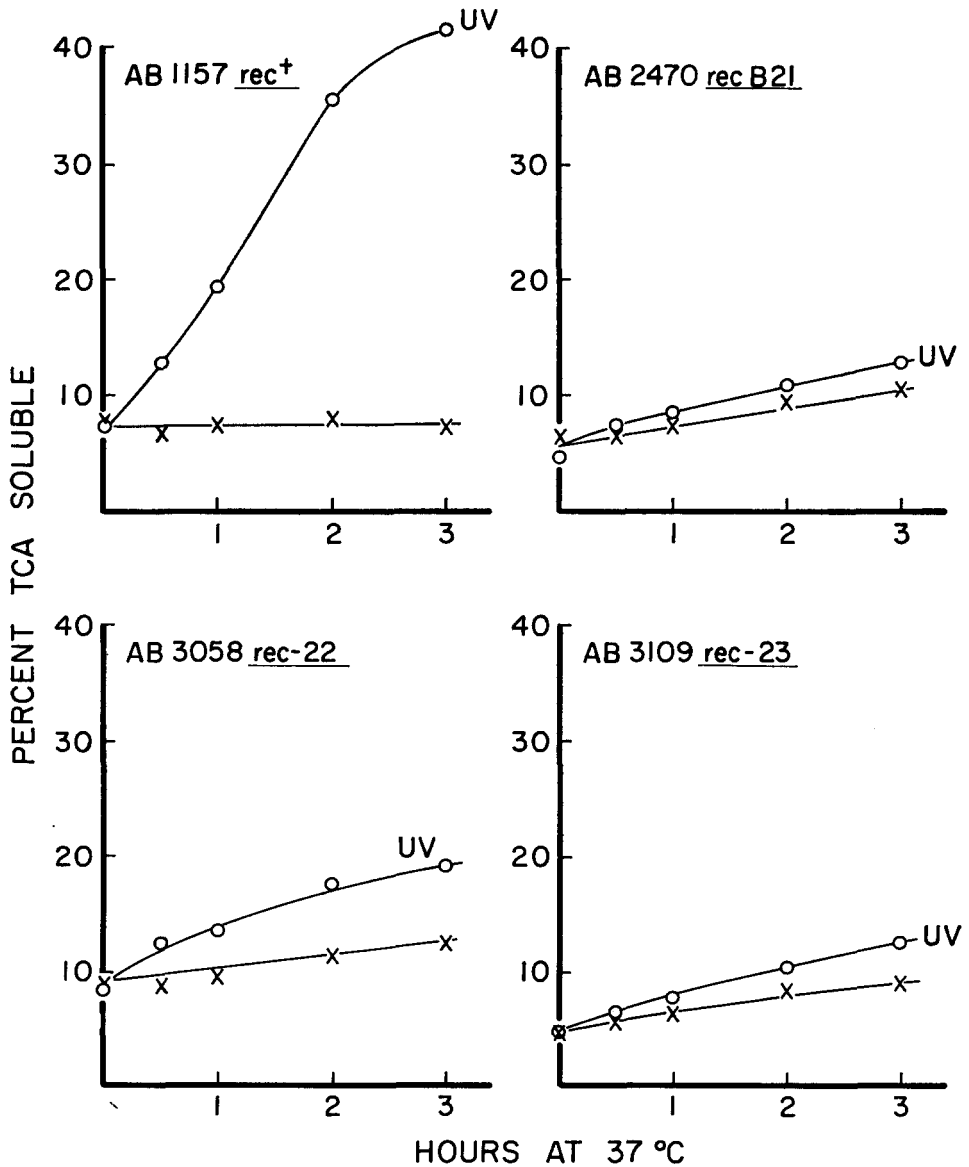 PERCENT TCA SOLUBLE
AB 1157 rec+
UV
40
30
20
10
1 2 3
AB 2470 rec B21
UV
40
30
20
10
1 2 3
AB 3058 rec-22
UV
40
30
20
10
1 2 3
AB 3109 rec-23
UV
40
30
20
10
1 2 3
HOURS AT 37 °C